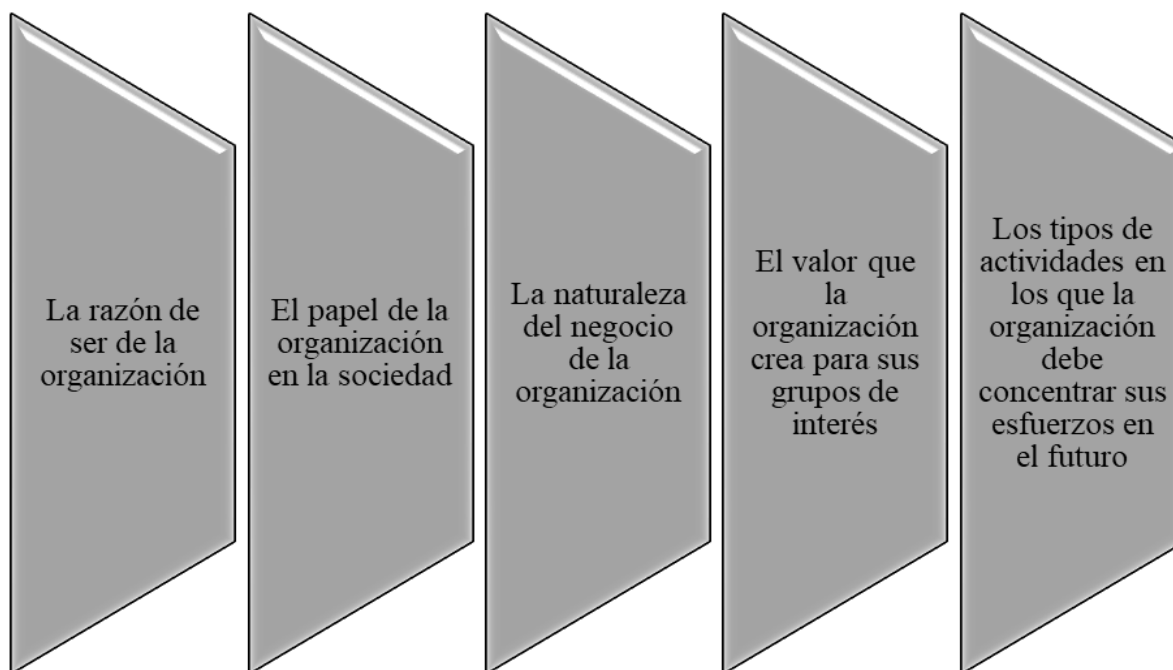 La razón de
ser de la
organización
El papel de la
organización
en la sociedad
La naturaleza
del negocio
de la
organización
El valor que
la
organización
crea para sus
grupos de
interés
Los tipos de
actividades en
los que la
organización
debe
concentrar sus
esfuerzos en
el futuro